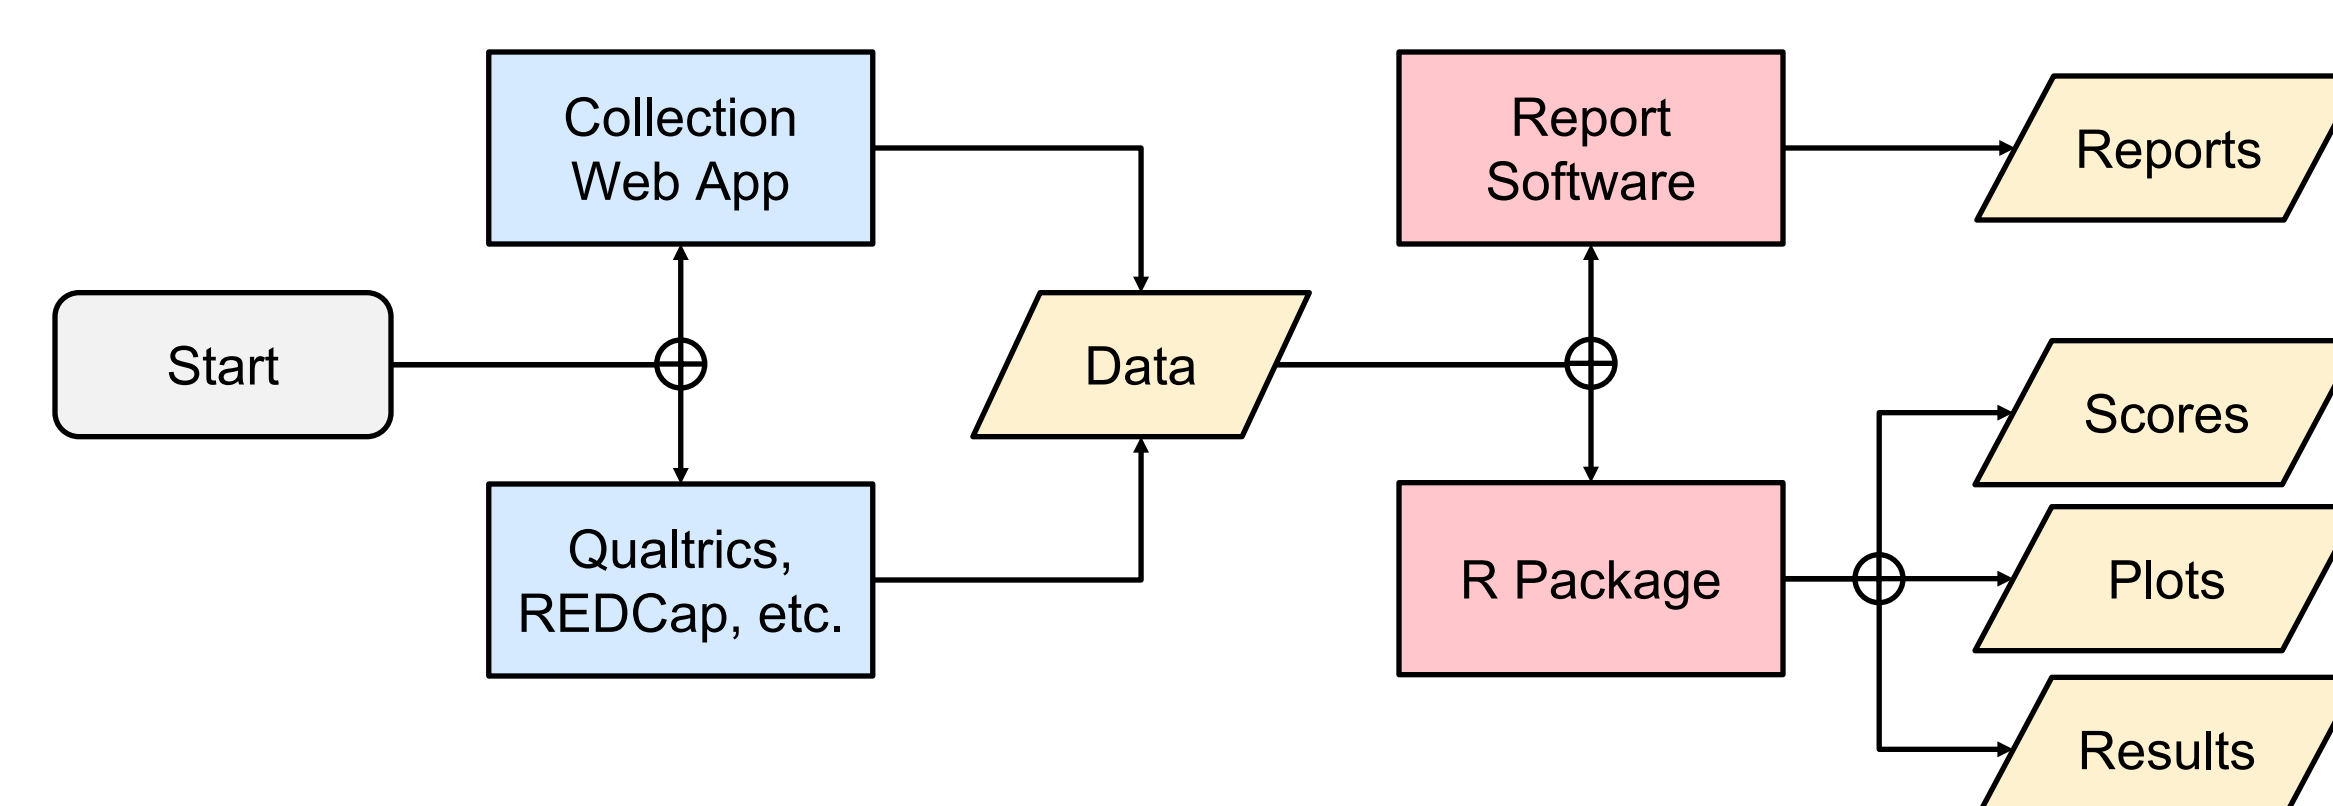 Start
Collection
Web App
Qualtrics,
REDCap, etc.
Data
Report
Software
R Package
Reports
Scores
Plots
Results